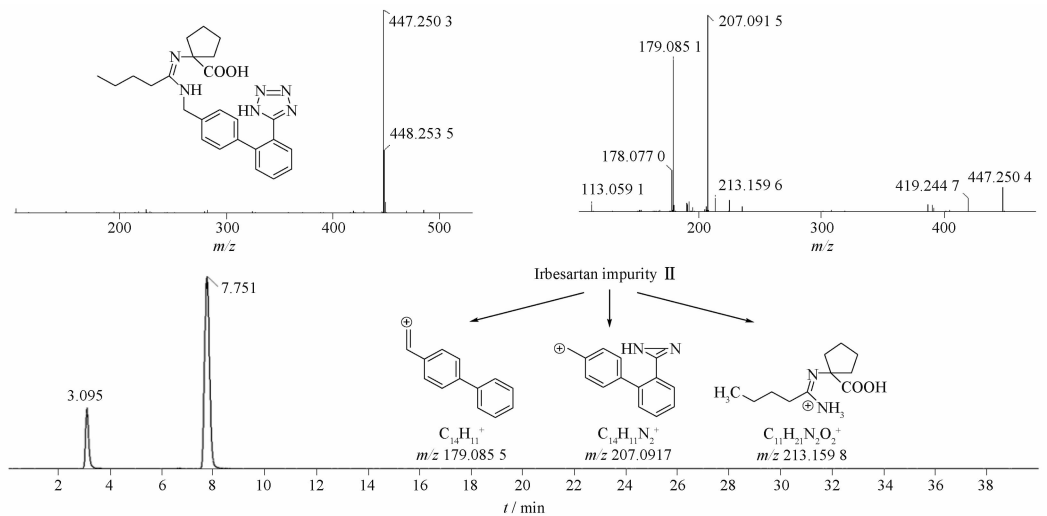 447.250 3
448.253 5
N
COOH
NH
N=N
HN
N
200
300
400
500
m/z
207.091 5
179.085 1
178.077 0
113.059 1
213.159 6
419.244 7
447.250 4
200
300
400
m/z
7.751
3.095
Irbesartan impurity Ⅱ
⊕
⊕
HN
N
N
COOH
H₃C
⊕
NH₃
C₁₄H₁₁⁺
m/z 179.085 5
C₁₄H₁₁N₂⁺
m/z 207.0917
C₁₁H₂₁N₂O₂⁺
m/z 213.159 8
2 4 6 8 10 12 14 16 18 20 22 24 26 28 30 32 34 36 38
t / min